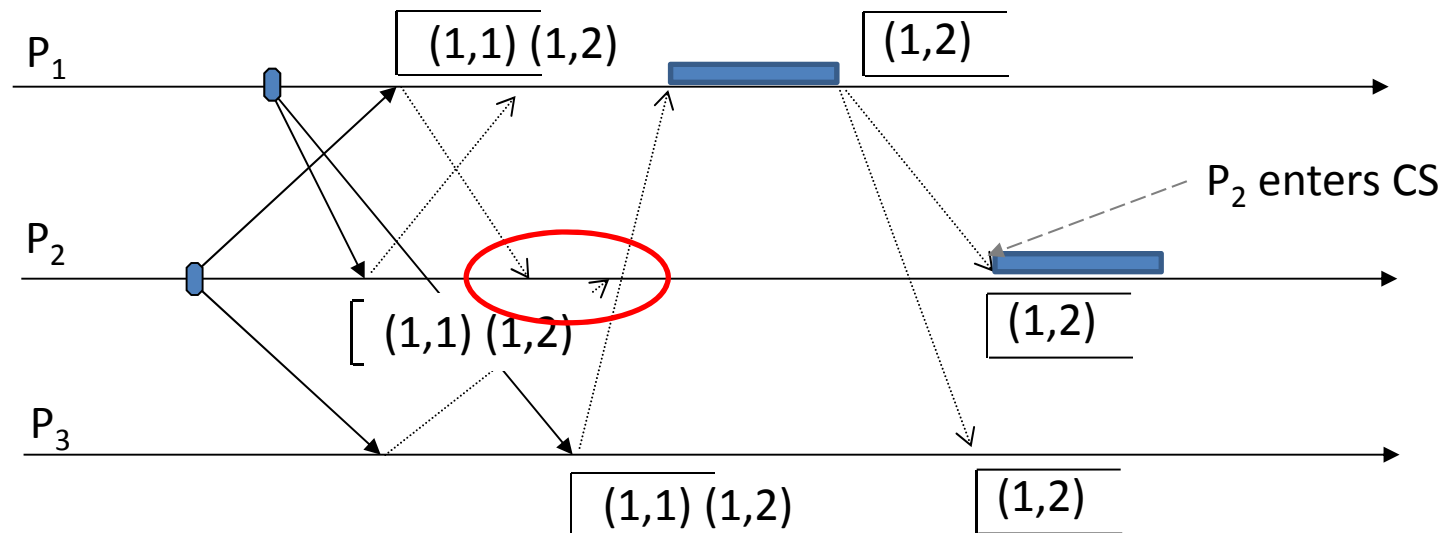 (1,1) (1,2)
(1,2)
P1
P2 enters CS
P2
(1,1) (1,2)
(1,2)
P3
(1,1) (1,2)
(1,2)